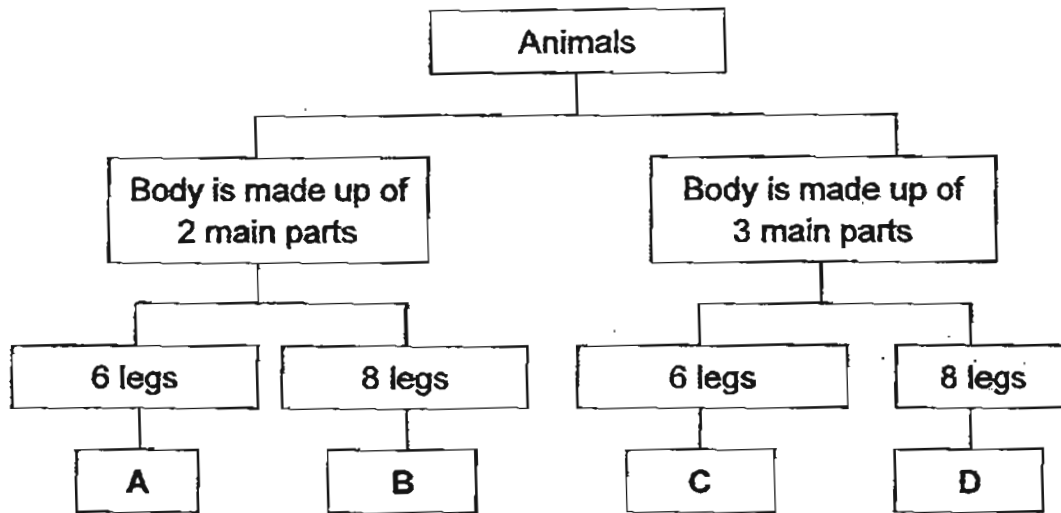 Animals
Body is made up of
2 main parts
Body is made up of
3 main parts
6 legs
8 legs
6 legs
8 legs
A
B
C
D